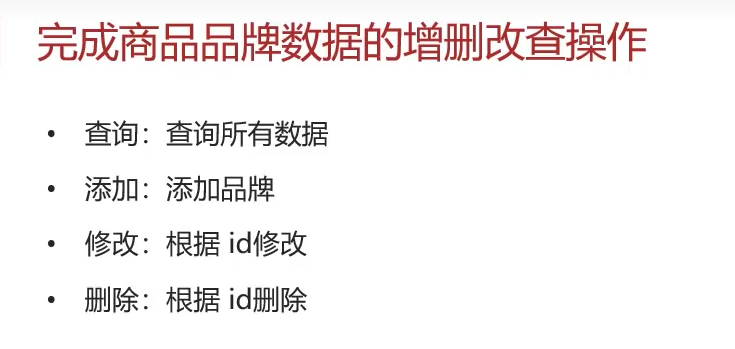 完成商品品牌数据的增删改查操作
• 查询：查询所有数据
• 添加：添加品牌
• 修改：根据 id修改
• 删除：根据 id删除